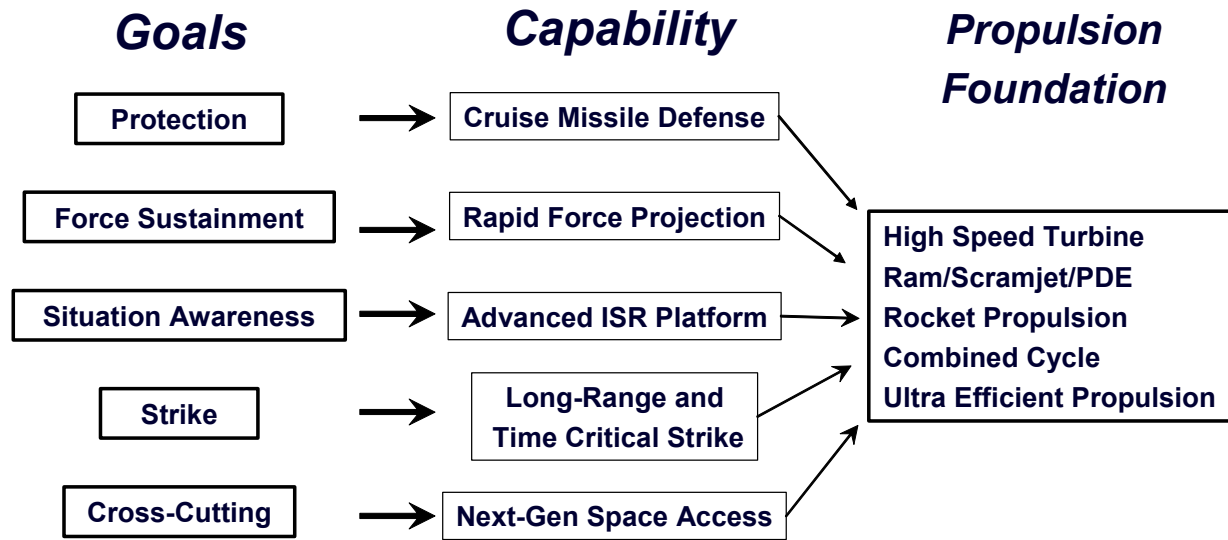 Goals
Capability
Propulsion
Foundation
Protection
Cruise Missile Defense
Force Sustainment
Rapid Force Projection
Situation Awareness
Advanced ISR Platform
Strike
Long-Range and
Time Critical Strike
Cross-Cutting
Next-Gen Space Access
High Speed Turbine
Ram/Scramjet/PDE
Rocket Propulsion
Combined Cycle
Ultra Efficient Propulsion